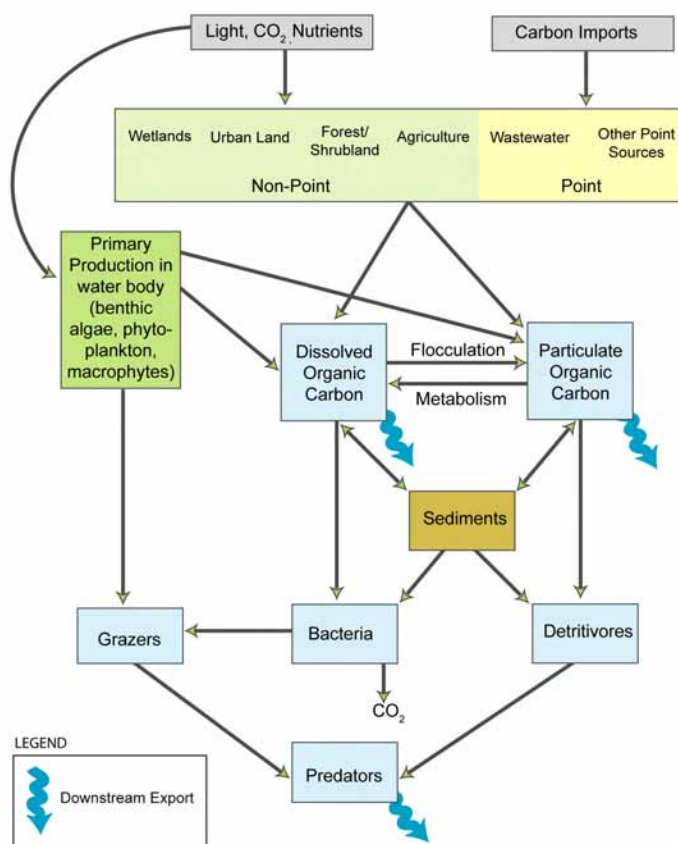 Light, CO2, Nutrients
Carbon Imports
Wetlands
Urban Land
Forest/
Shrubland
Agriculture
Wastewater
Other Point
Sources
Non-Point
Point
Primary
Production in
water body
(benthic
algae, phyto-
plankton,
macrophytes)
Dissolved
Organic
Carbon
Flocculation
Metabolism
Particulate
Organic
Carbon
Sediments
Grazers
Bacteria
Detritivores
CO2
Predators
LEGEND
Downstream Export